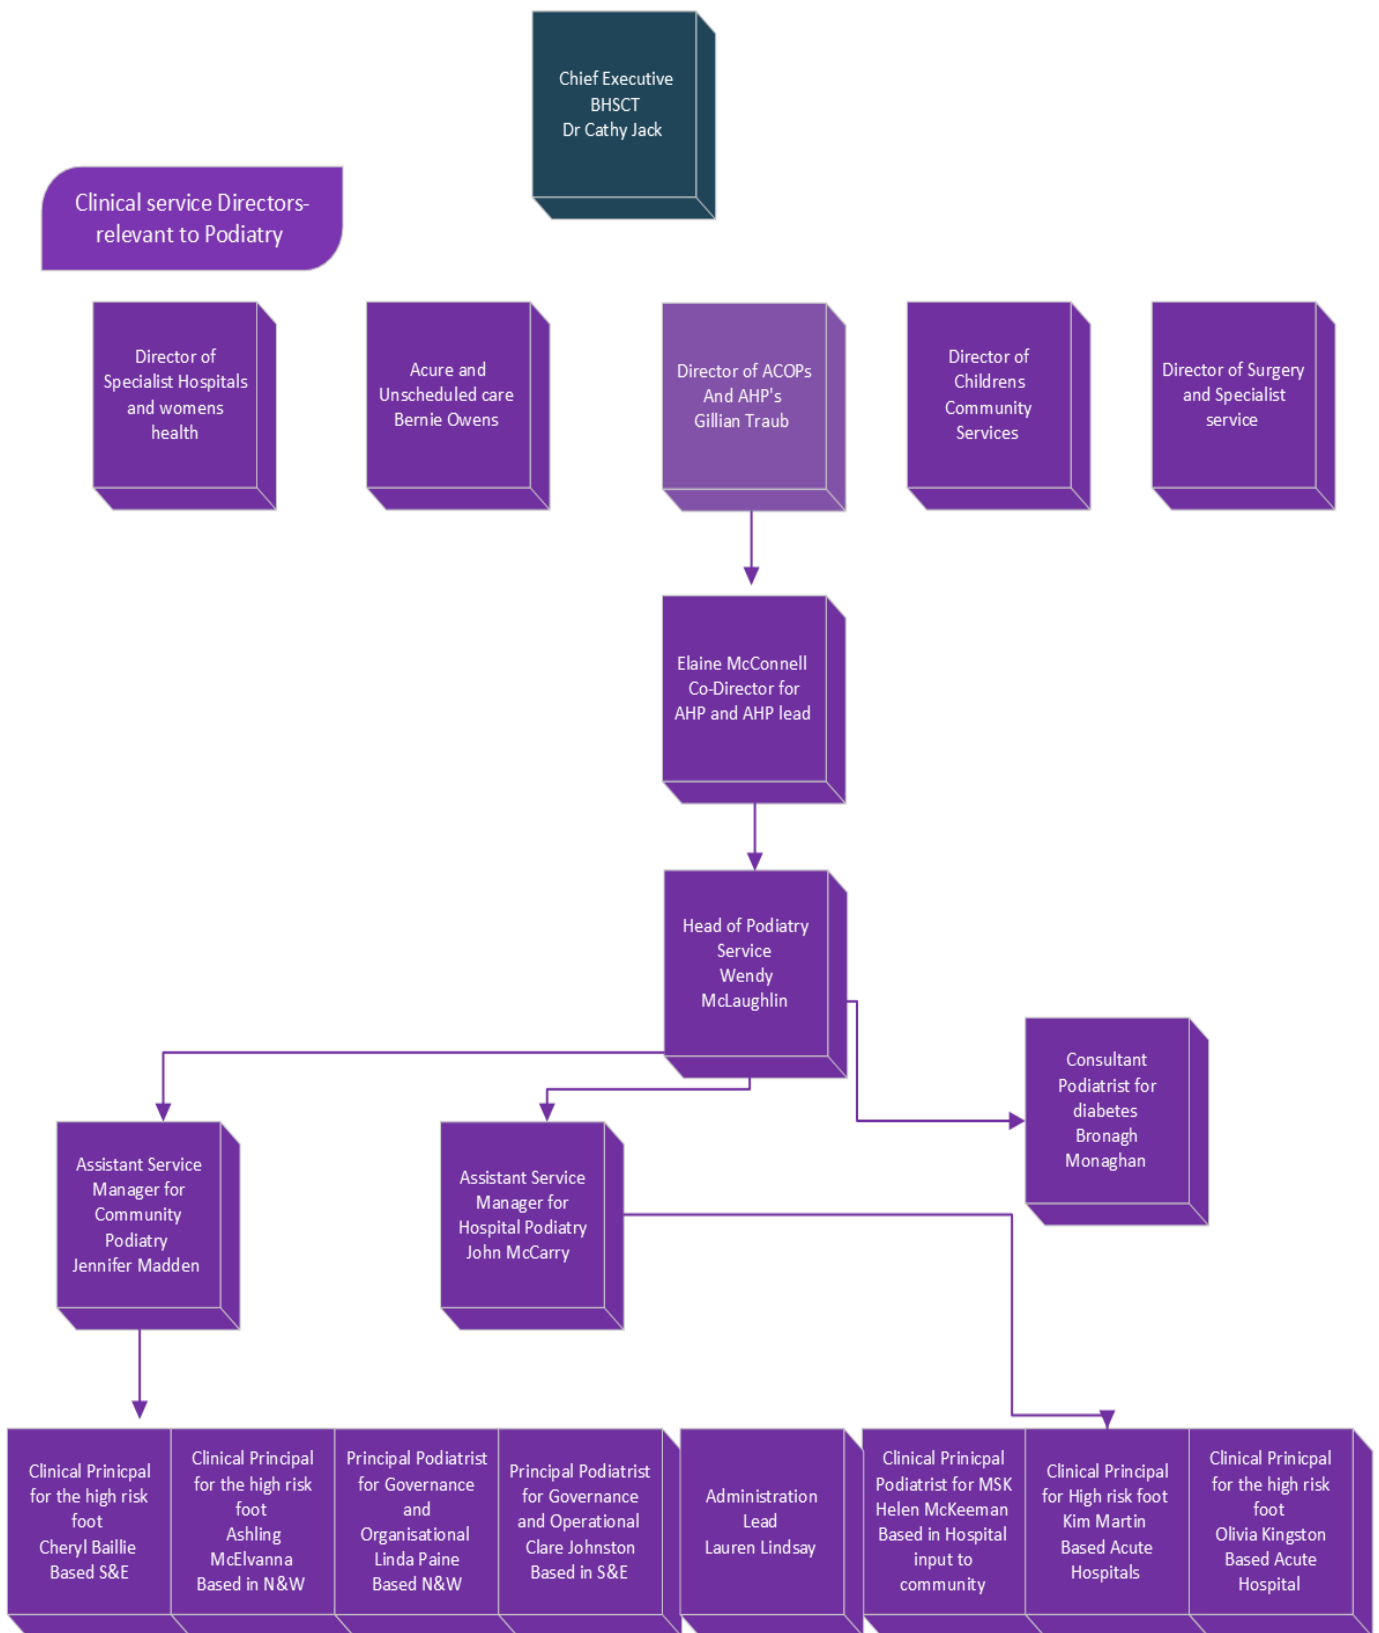 Chief Executive
BHSCT
Dr Cathy Jack
Clinical service Directors-
relevant to Podiatry
Director of
Specialist Hospitals
and womens
health
Acure and
Unscheduled care
Bernie Owens
Director of ACOPs
And AHP's
Gillian Traub
Director of
Childrens
Community
Services
Director of Surgery
and Specialist
service
Elaine McConnell
Co-Director for
AHP and AHP lead
Head of Podiatry
Service
Wendy
McLaughlin
Consultant
Podiatrist for
diabetes
Bronagh
Monaghan
Assistant Service
Manager for
Community
Podiatry
Jennifer Madden
Assistant Service
Manager for
Hospital Podiatry
John McCarry
Clinical Prinicpal
for the high risk
foot
Cheryl Baillie
Based S&E
Clinical Principal
for the high risk
foot
Ashling
McElvanna
Based in N&W
Principal Podiatrist
for Governance
and
Organisational
Linda Paine
Based N&W
Principal Podiatrist
for Governance
and Operational
Clare Johnston
Based in S&E
Administration
Lead
Lauren Lindsay
Clinical Prinicpal
Podiatrist for MSK
Helen McKeeman
Based in Hospital
input to
community
Clinical Principal
for High risk foot
Kim Martin
Based Acute
Hospitals
Clinical Principal
for the high risk
foot
Olivia Kingston
Based Acute
Hospital